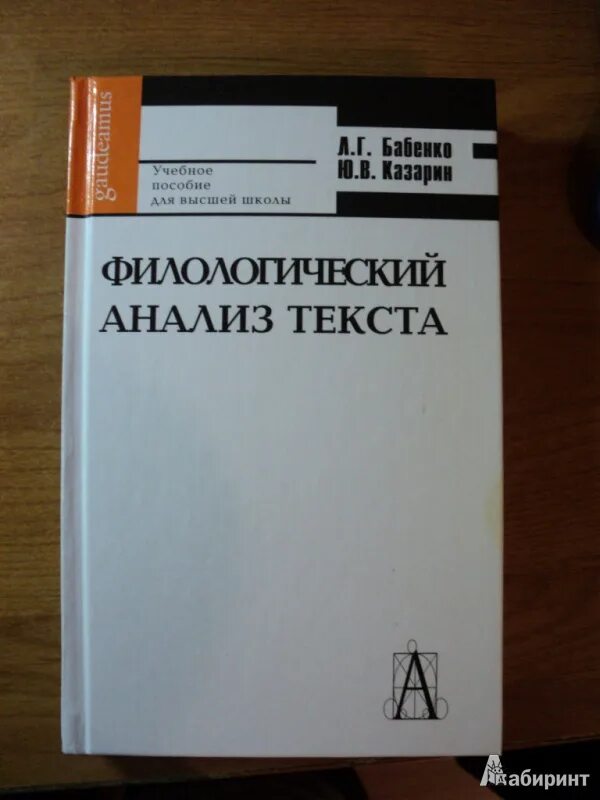 gaudeamus
Учебное
пособие
для высшей школы
Л.Г. Бабенко
Ю.В. Казарин
ФИЛОЛОГИЧЕСКИЙ
АНАЛИЗ ТЕКСТА
А
Лабиринт